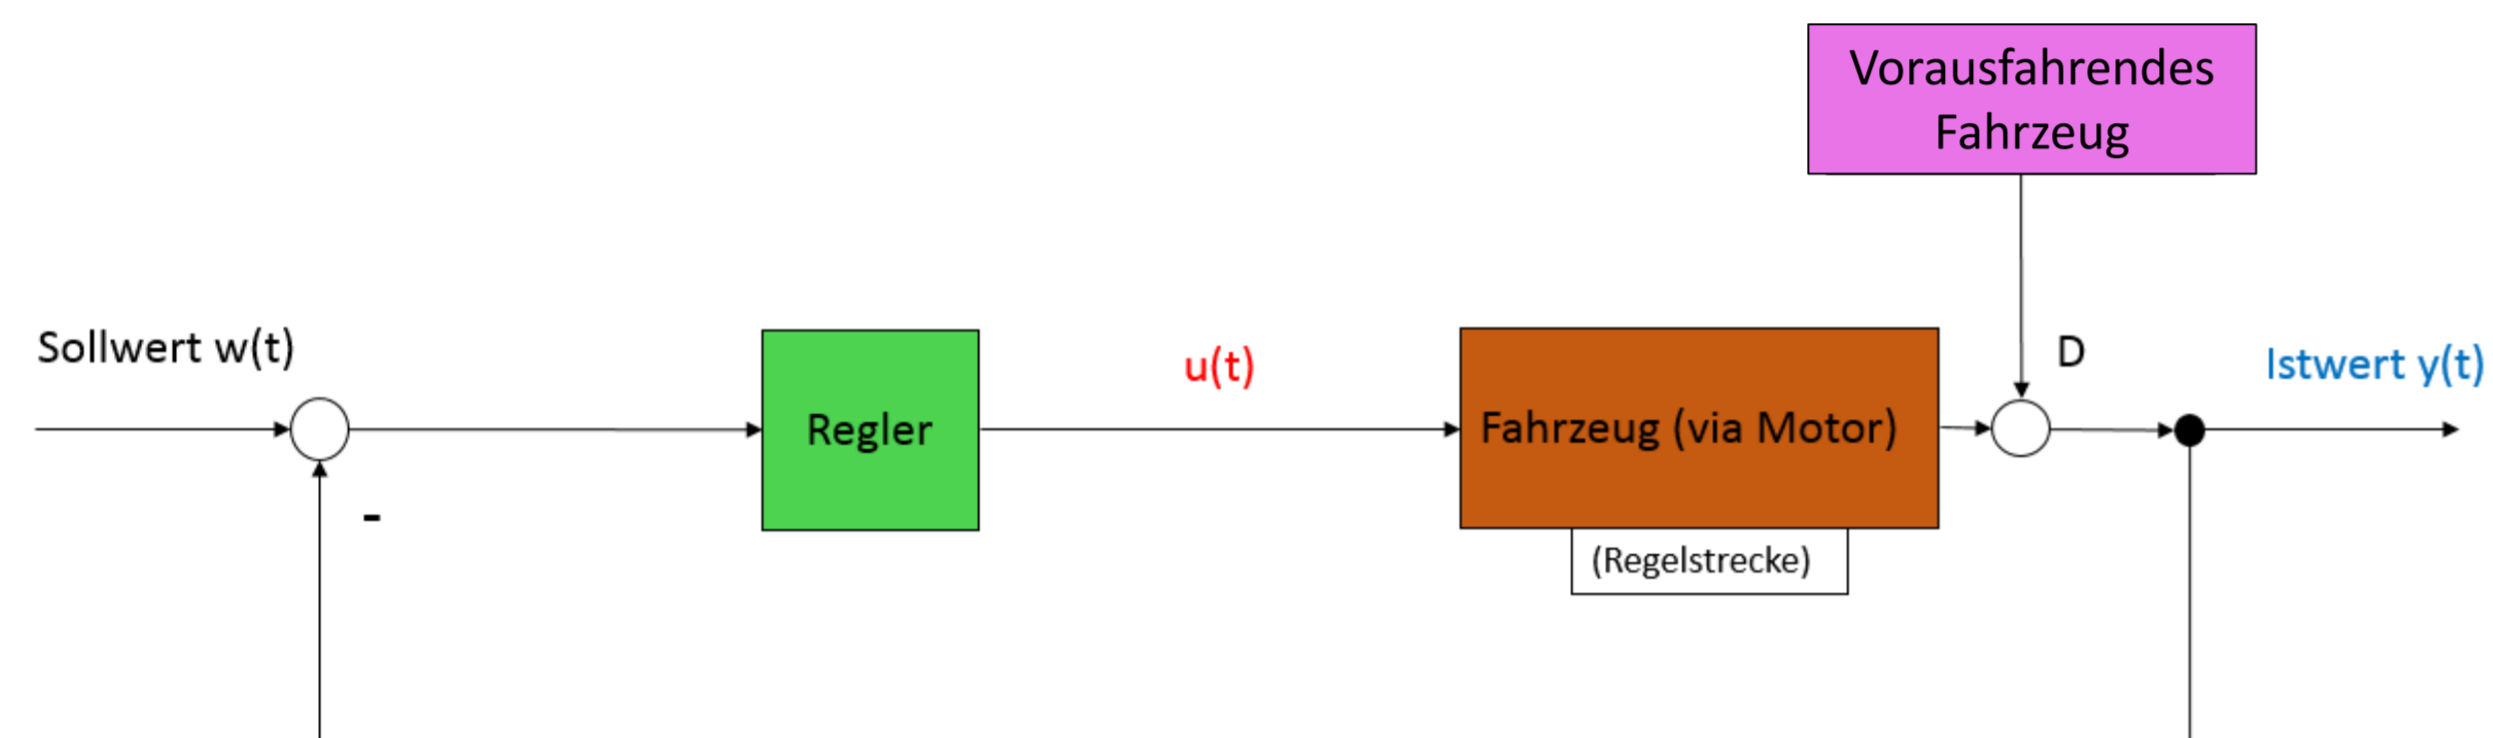 Vorausfahrendes
Fahrzeug
Sollwert w(t)
-
Regler
u(t)
Fahrzeug (via Motor)
(Regelstrecke)
D
Istwert y(t)